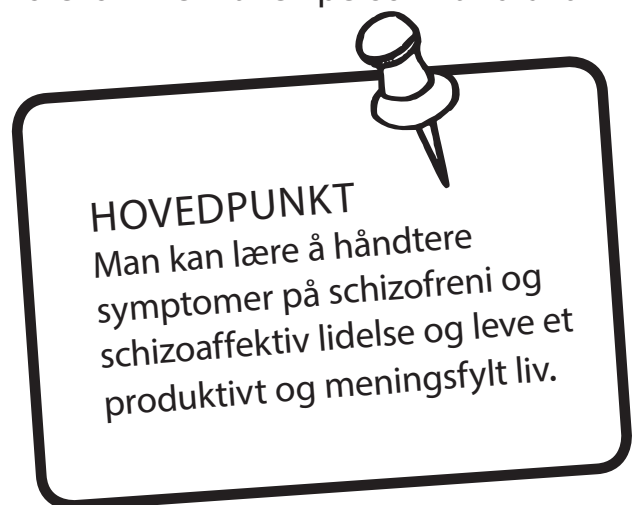 HOVEDPUNKT
Man kan lære å håndtere
symptomer på schizofreni og
schizoaffektiv lidelse og leve et
produktivt og meningsfylt liv.